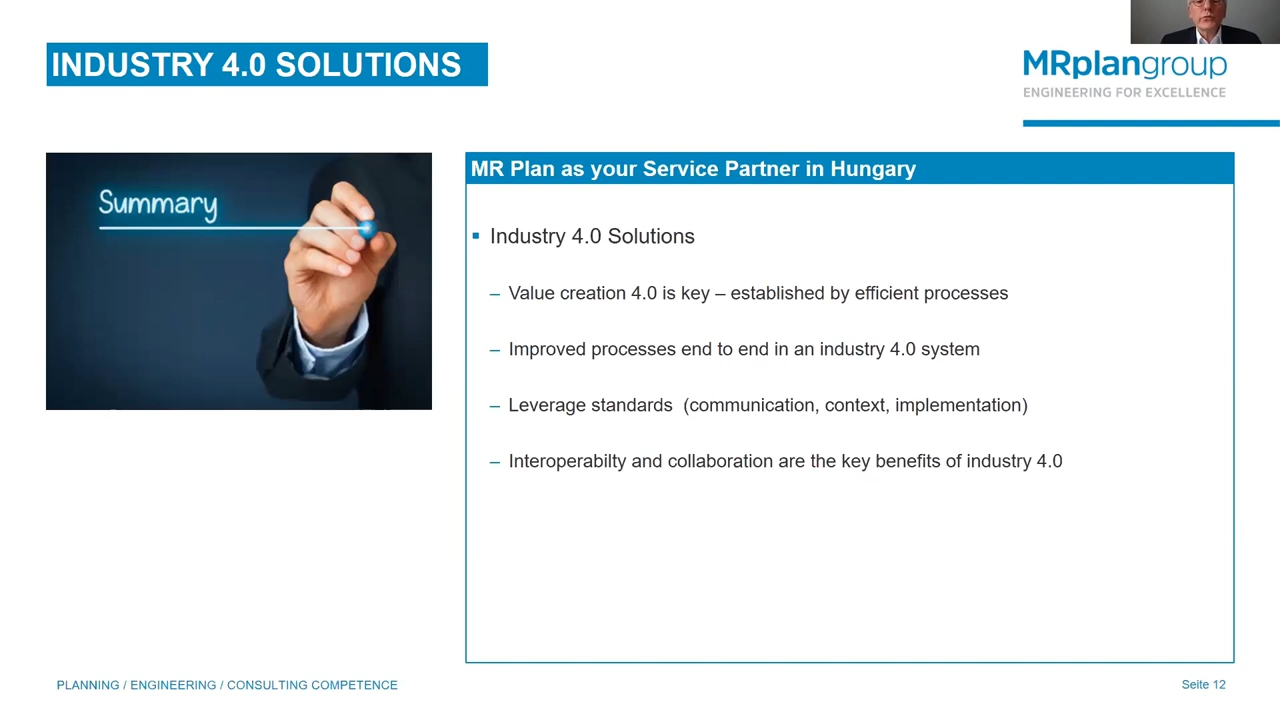 INDUSTRY 4.0 SOLUTIONS
MRplangroup
ENGINEERING FOR EXCELLENCE
Summary
MR Plan as your Service Partner in Hungary
▪ Industry 4.0 Solutions
– Value creation 4.0 is key – established by efficient processes
– Improved processes end to end in an industry 4.0 system
– Leverage standards (communication, context, implementation)
– Interoperabilty and collaboration are the key benefits of industry 4.0
PLANNING / ENGINEERING / CONSULTING COMPETENCE
Seite 12